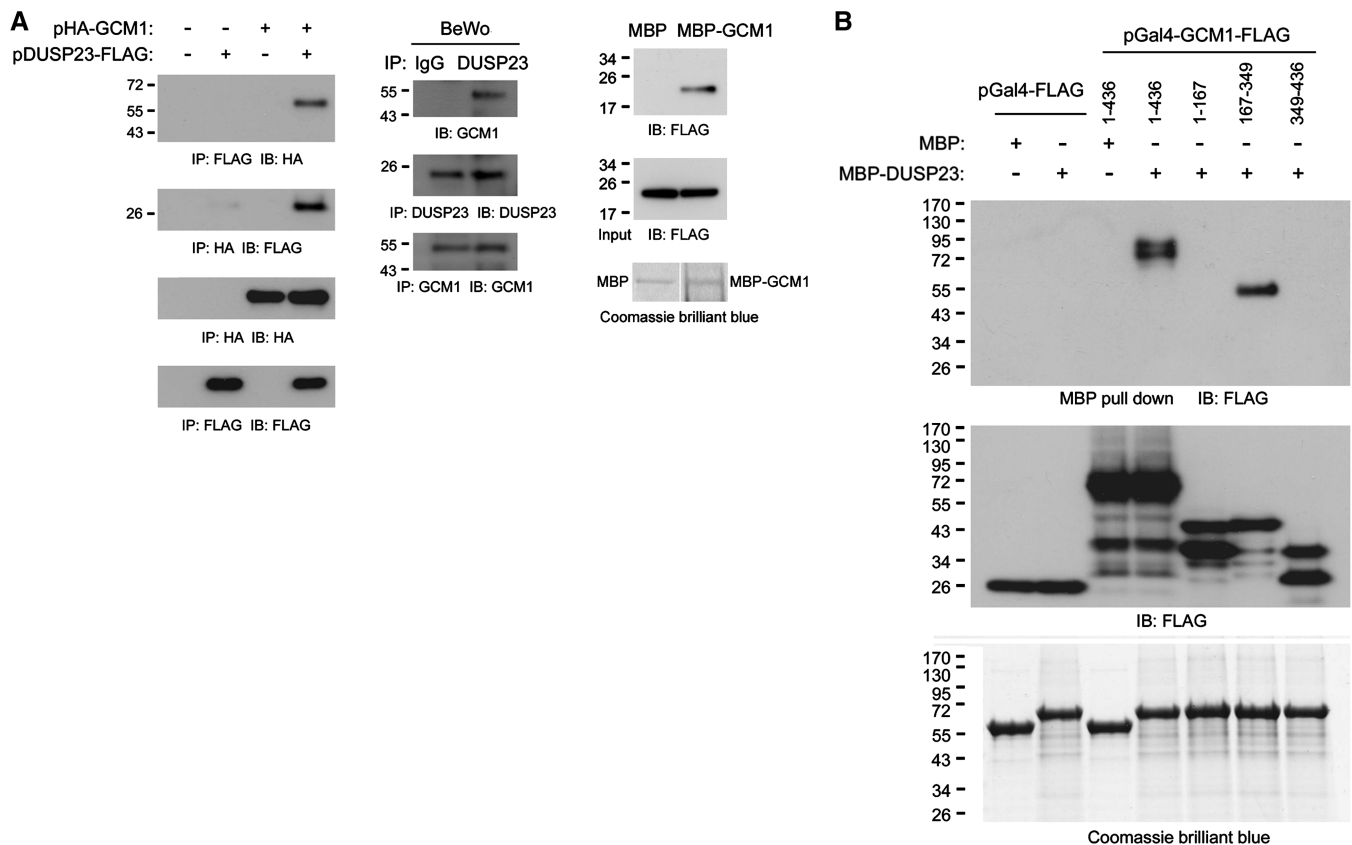 A
pHA-GCM1: - - + +
pDUSP23-FLAG: - + - +
72
55
43
IP: FLAG IB: HA
26
IP: HA IB: FLAG
IP: HA IB: HA
IP: FLAG IB: FLAG
BeWo
IP: IgG DUSP23
55
43
IB: GCM1
26
IP: DUSP23 IB: DUSP23
55
43
IP: GCM1 IB: GCM1
MBP MBP-GCM1
34
26
17
IB: FLAG
34
26
17
Input IB: FLAG
MBP MBP-GCM1
Coomassie brilliant blue
B
pGal4-GCM1-FLAG
pGal4-FLAG
1-436
1-436
1-167
167-349
349-436
MBP: + - + - - - -
MBP-DUSP23: - + - + + + +
170
130
95
72
55
43
34
26
MBP pull down IB: FLAG
170
130
95
72
55
43
34
26
IB: FLAG
170
130
95
72
55
43
34
26
Coomassie brilliant blue